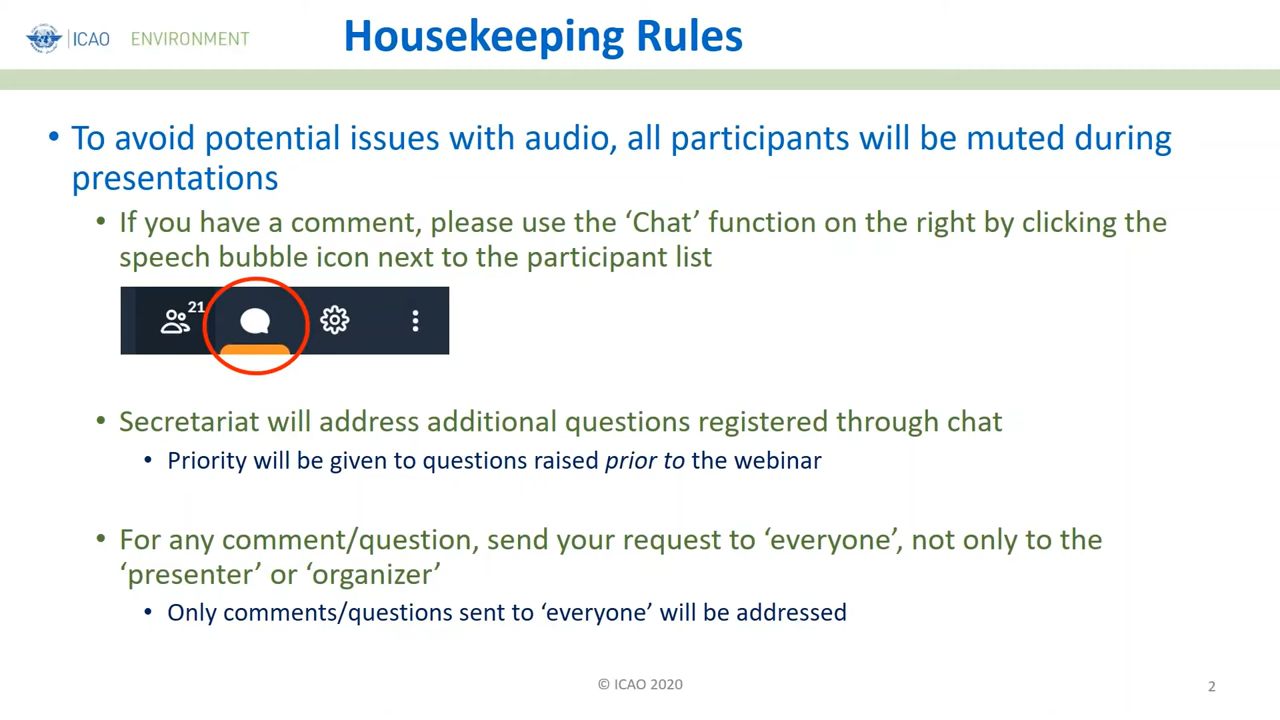 ICAO ENVIRONMENT
Housekeeping Rules
• To avoid potential issues with audio, all participants will be muted during
presentations
• If you have a comment, please use the ‘Chat’ function on the right by clicking the
speech bubble icon next to the participant list
21
• Secretariat will address additional questions registered through chat
• Priority will be given to questions raised prior to the webinar
• For any comment/question, send your request to ‘everyone’, not only to the
‘presenter’ or ‘organizer’
• Only comments/questions sent to ‘everyone’ will be addressed
© ICAO 2020
2